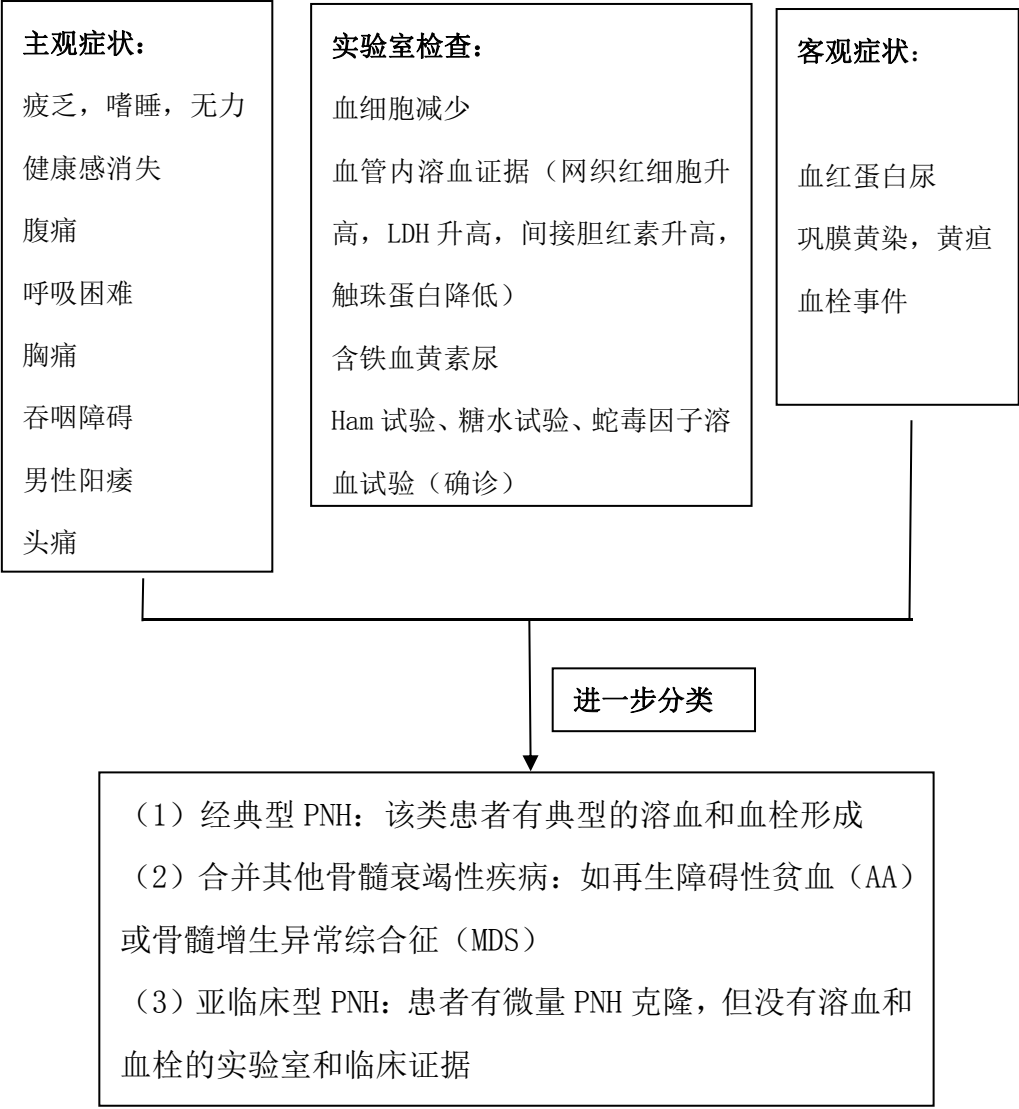 主观症状：
疲乏，嗜睡，无力
健康感消失
腹痛
呼吸困难
胸痛
吞咽障碍
男性阳痿
头痛
实验室检查：
血细胞减少
血管内溶血证据（网织红细胞升
高，LDH 升高，间接胆红素升高，
触珠蛋白降低）
含铁血黄素尿
Ham 试验、糖水试验、蛇毒因子溶
血试验（确诊）
客观症状：
血红蛋白尿
巩膜黄染，黄疸
血栓事件
进一步分类
（1）经典型 PNH：该类患者有典型的溶血和血栓形成
（2）合并其他骨髓衰竭性疾病：如再生障碍性贫血（AA）
或骨髓增生异常综合征（MDS）
（3）亚临床型 PNH：患者有微量 PNH 克隆，但没有溶血和
血栓的实验室和临床证据